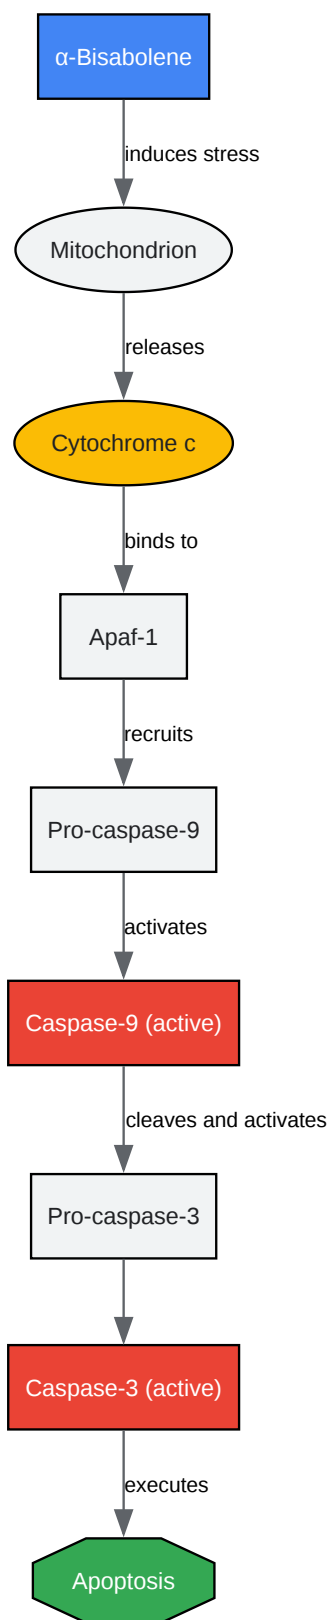 α-Bisabolene
induces stress
Mitochondrion
releases
Cytochrome c
binds to
Apaf-1
recruits
Pro-caspase-9
activates
Caspase-9 (active)
cleaves and activates
Pro-caspase-3
Caspase-3 (active)
executes
Apoptosis